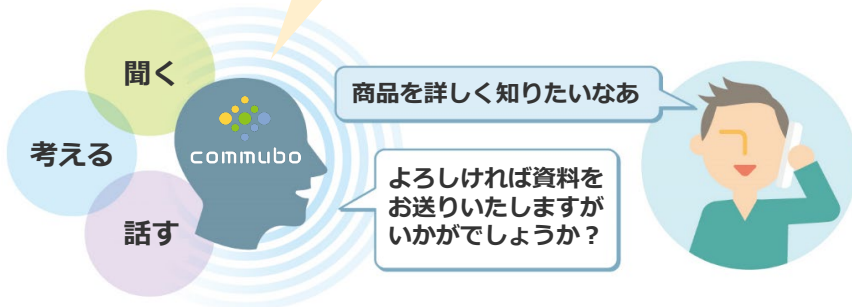 聞く
考える
話す
commubo
商品を詳しく知りたいなあ
よろしければ資料を
お送りいたしますが
いかがでしょうか？